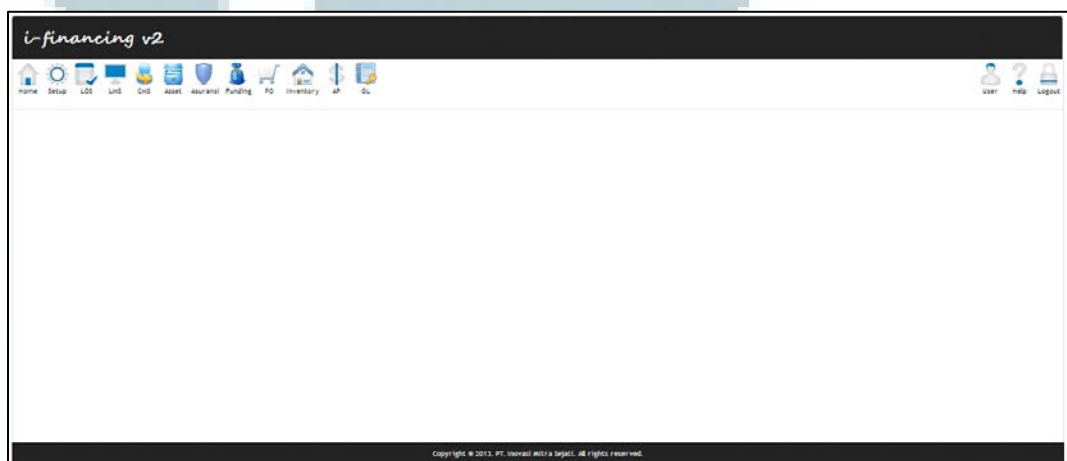 i-financing v2
Home Setup LOS LMS CMS Asset Asuransi Funding PO Inventory AP GL User Help Logout
Copyright © 2013. PT. Inovasi Mitra Sejati. All rights reserved.